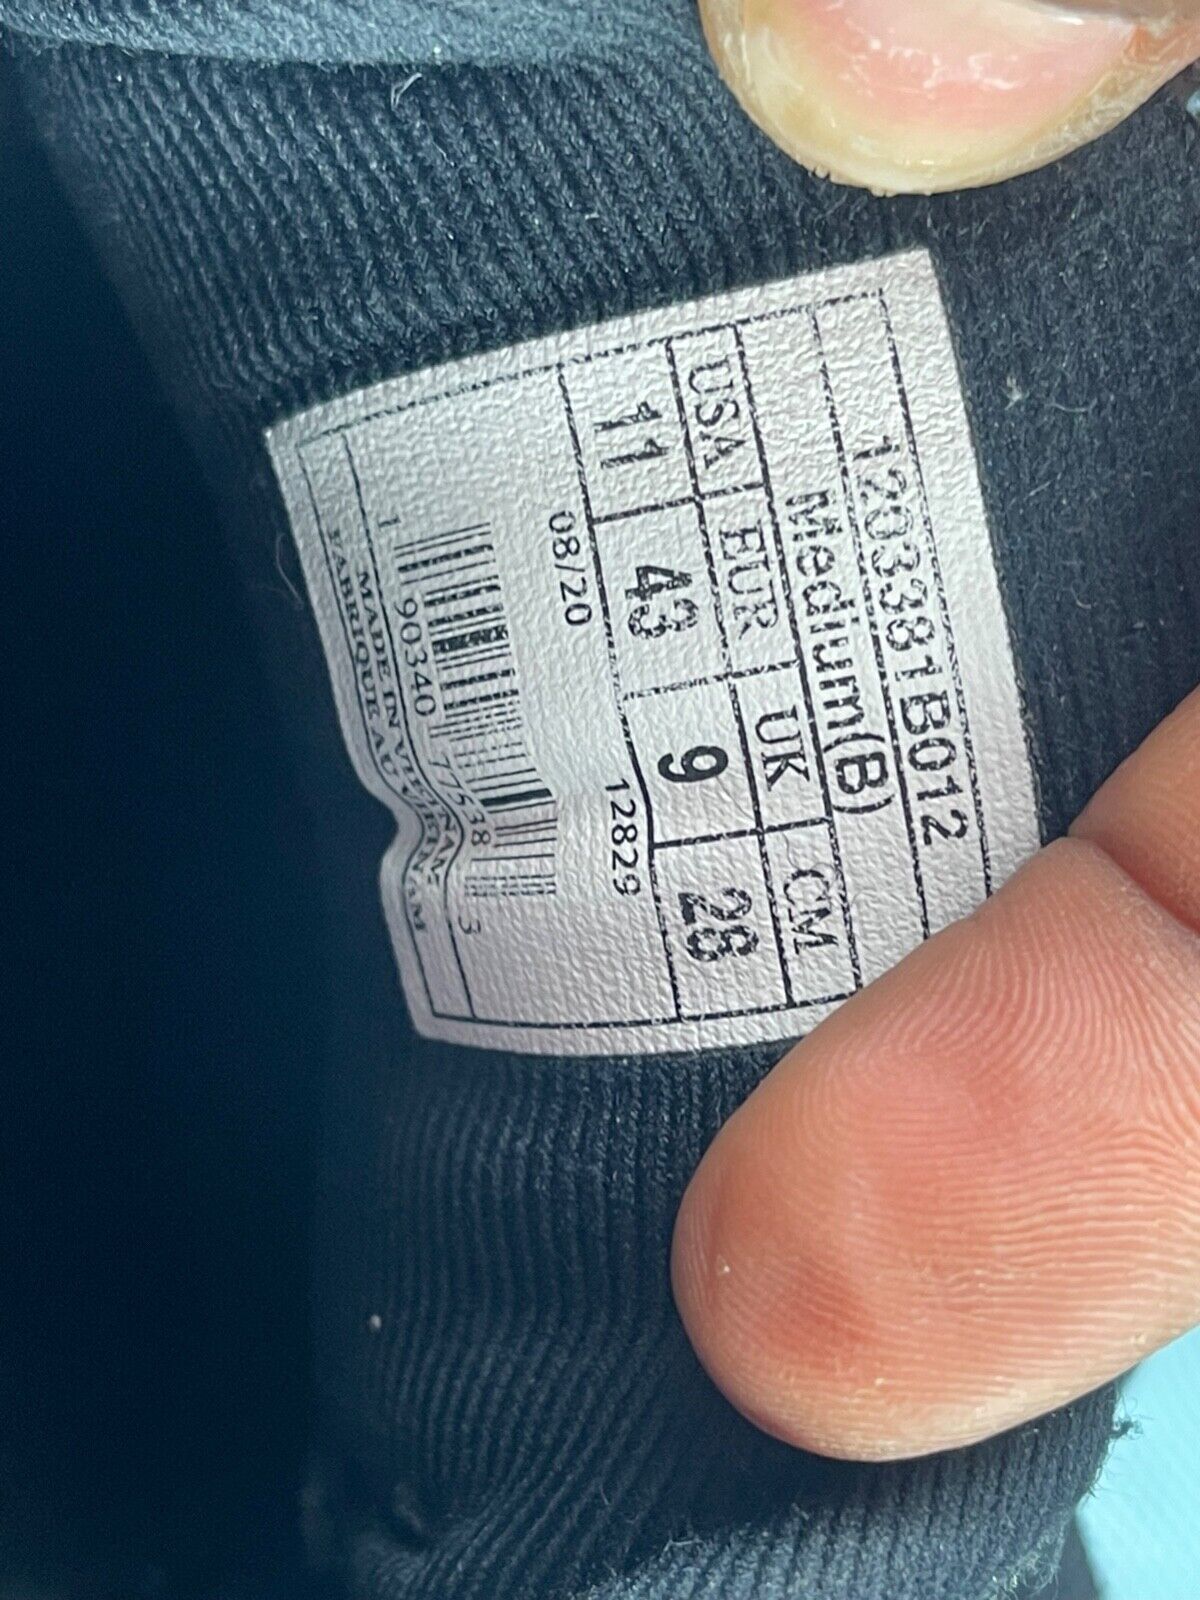 1203381B012
Medium(B)
USA EUR UK CM
11 43 9 28
08/20 12829
1 90340 77538 3
MADE IN VIETNAM
FABRIQUE AU VIETNAM